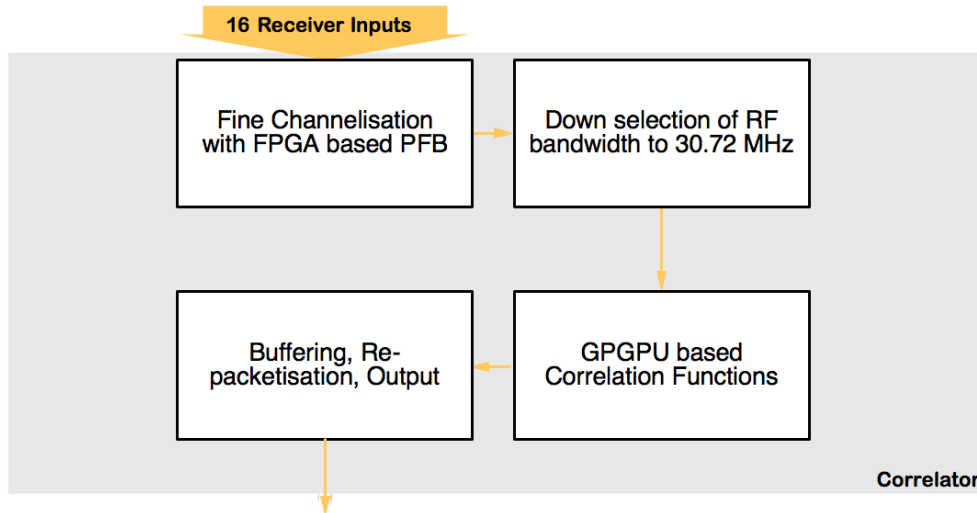 16 Receiver Inputs
Fine Channelisation
with FPGA based PFB
Down selection of RF
bandwidth to 30.72 MHz
GPGPU based
Correlation Functions
Buffering, Re-
packetisation, Output
Correlator